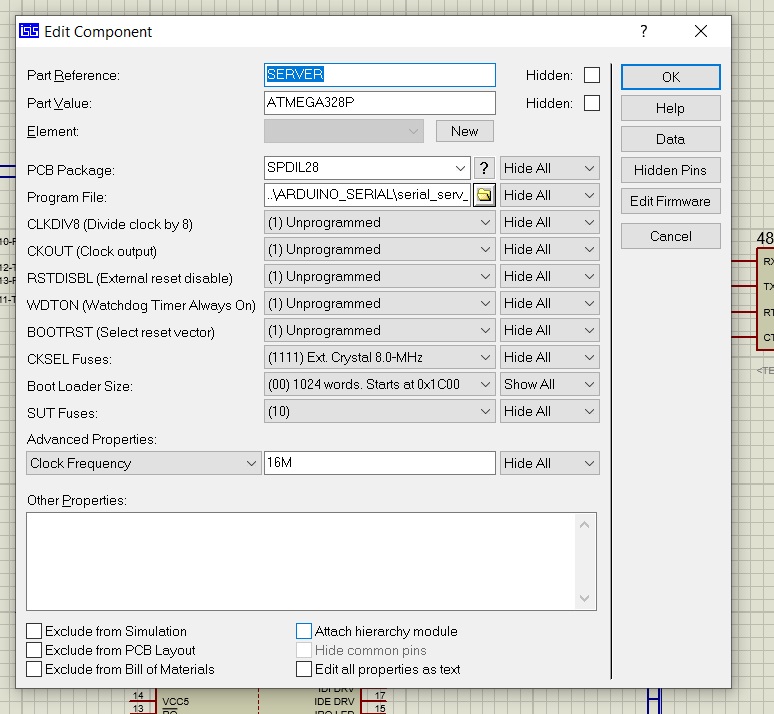 ISIS Edit Component ?
Part Reference: SERVER Hidden: OK
Part Value: ATMEGA328P Hidden: Help
Element: New Data
PCB Package: SPDIL28 ? Hide All Hidden Pins
Program File: ..\ARDUINO_SERIAL\serial_serv_ Hide All Edit Firmware
CLKDIV8 (Divide clock by 8) (1) Unprogrammed Hide All Cancel
CKOUT (Clock output) (1) Unprogrammed Hide All
RSTDISBL (External reset disable) (1) Unprogrammed Hide All
WDTON (Watchdog Timer Always On) (1) Unprogrammed Hide All
BOOTRST (Select reset vector) (1) Unprogrammed Hide All
CKSEL Fuses: (1111) Ext. Crystal 8.0-MHz Hide All
Boot Loader Size: (00) 1024 words. Starts at 0x1C00 Show All
SUT Fuses: (10) Hide All
Advanced Properties:
Clock Frequency 16M Hide All
Other Properties:
Exclude from Simulation Attach hierarchy module
Exclude from PCB Layout Hide common pins
Exclude from Bill of Materials Edit all properties as text
48
RX
TX
RT
CT
<TE
14 VCC5 17
13 IDE DRV 15